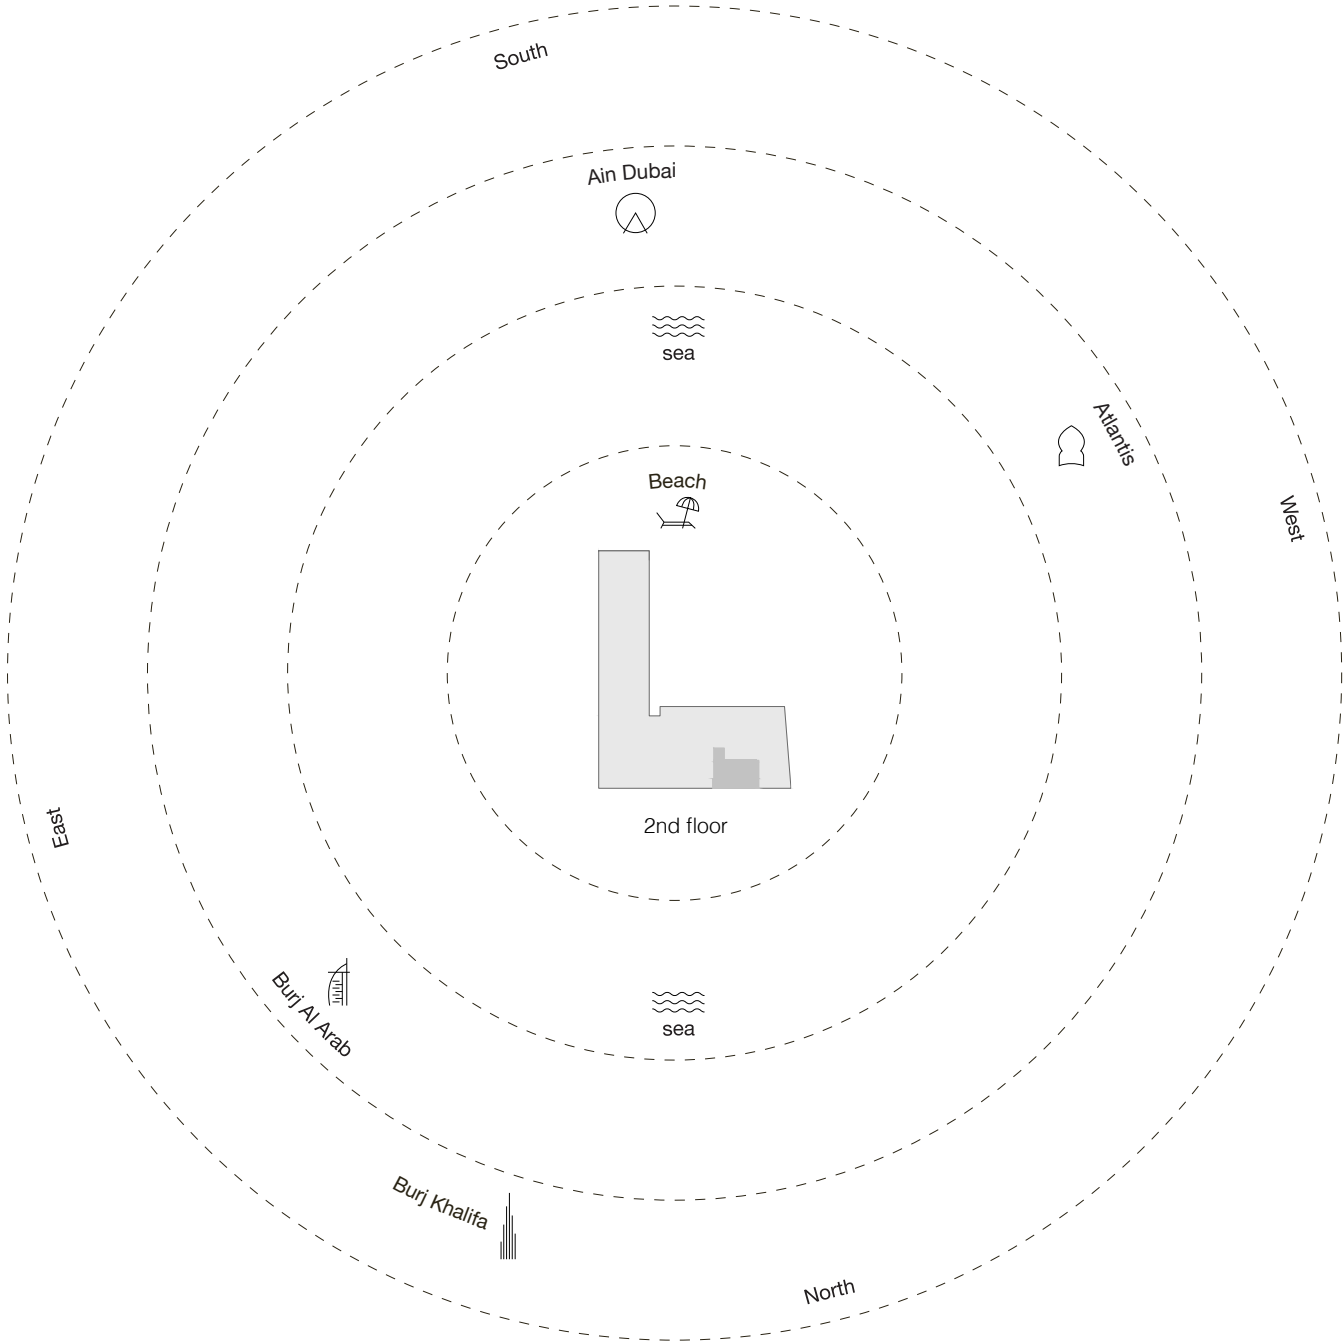 South
Ain Dubai
sea
Atlantis
Beach
West
2nd floor
East
Burj Al Arab
sea
Burj Khalifa
North